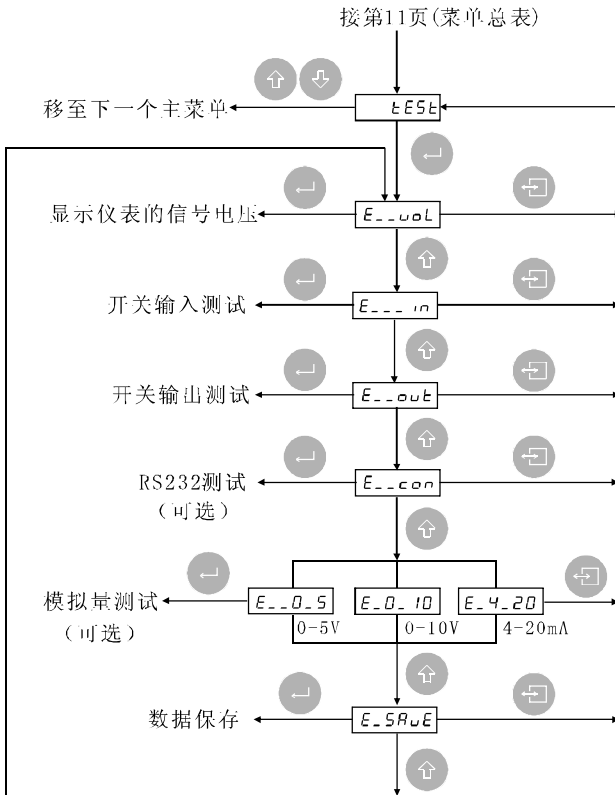 接第11页(菜单总表)
移至下一个主菜单
tESt
显示仪表的信号电压
E__voL
开关输入测试
E___in
开关输出测试
E__out
RS232测试
(可选)
E__con
模拟量测试
(可选)
E__0_5
E_0_10
E_4_20
0-5V
0-10V
4-20mA
数据保存
E_SAvE